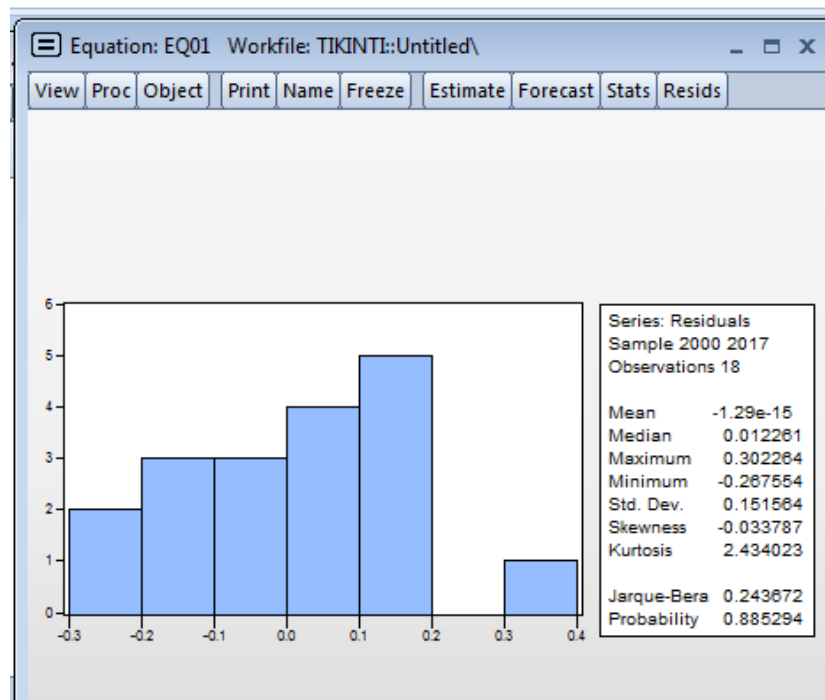 Equation: EQ01 Workfile: TIKINTI::Untitled\
View Proc Object Print Name Freeze Estimate Forecast Stats Resids
6
5
4
3
2
1
0
-0.3 -0.2 -0.1 0.0 0.1 0.2 0.3 0.4
Series: Residuals
Sample 2000 2017
Observations 18
Mean -1.29e-15
Median 0.012261
Maximum 0.302264
Minimum -0.267554
Std. Dev. 0.151564
Skewness -0.033787
Kurtosis 2.434023
Jarque-Bera 0.243672
Probability 0.885294